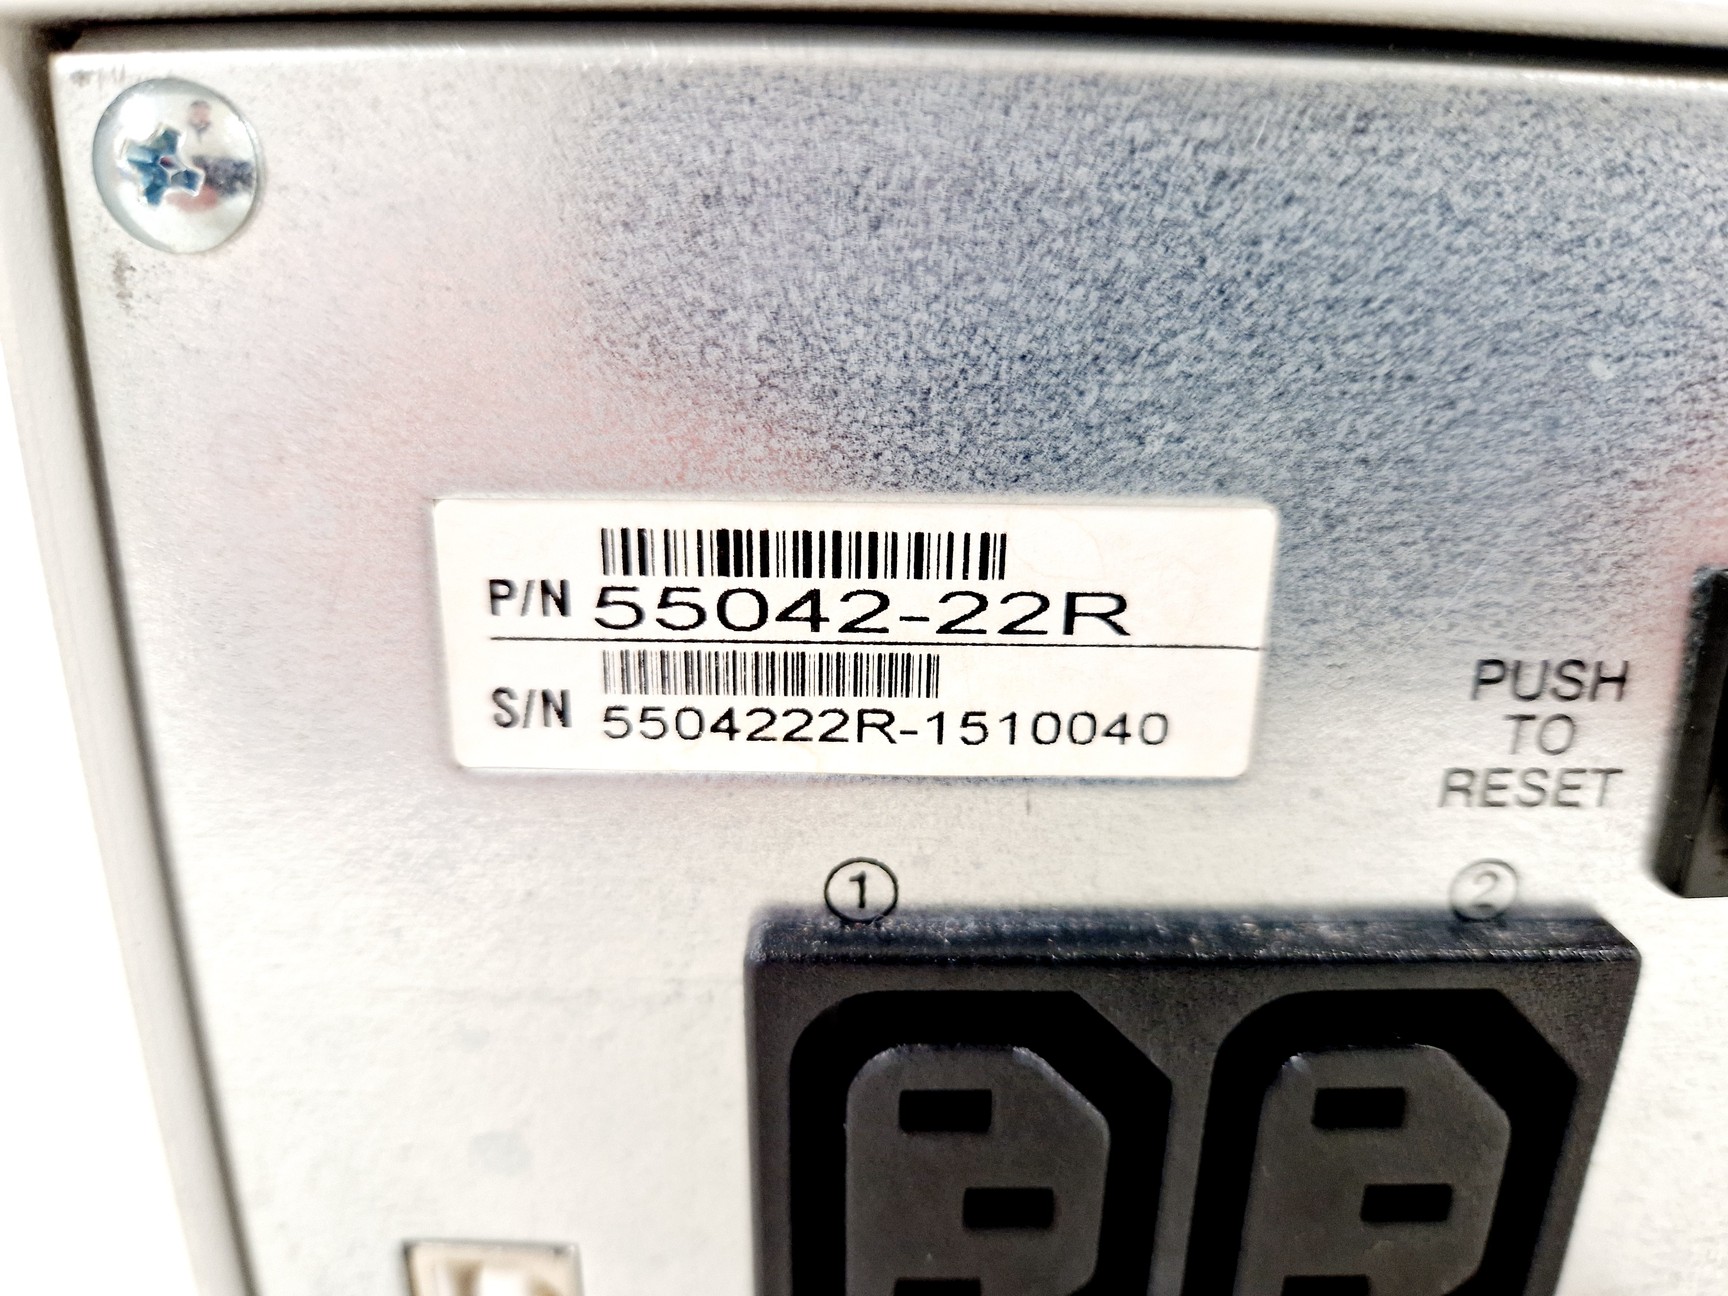 P/N 55042-22R
S/N 5504222R-1510040
PUSH
TO
RESET
① ②